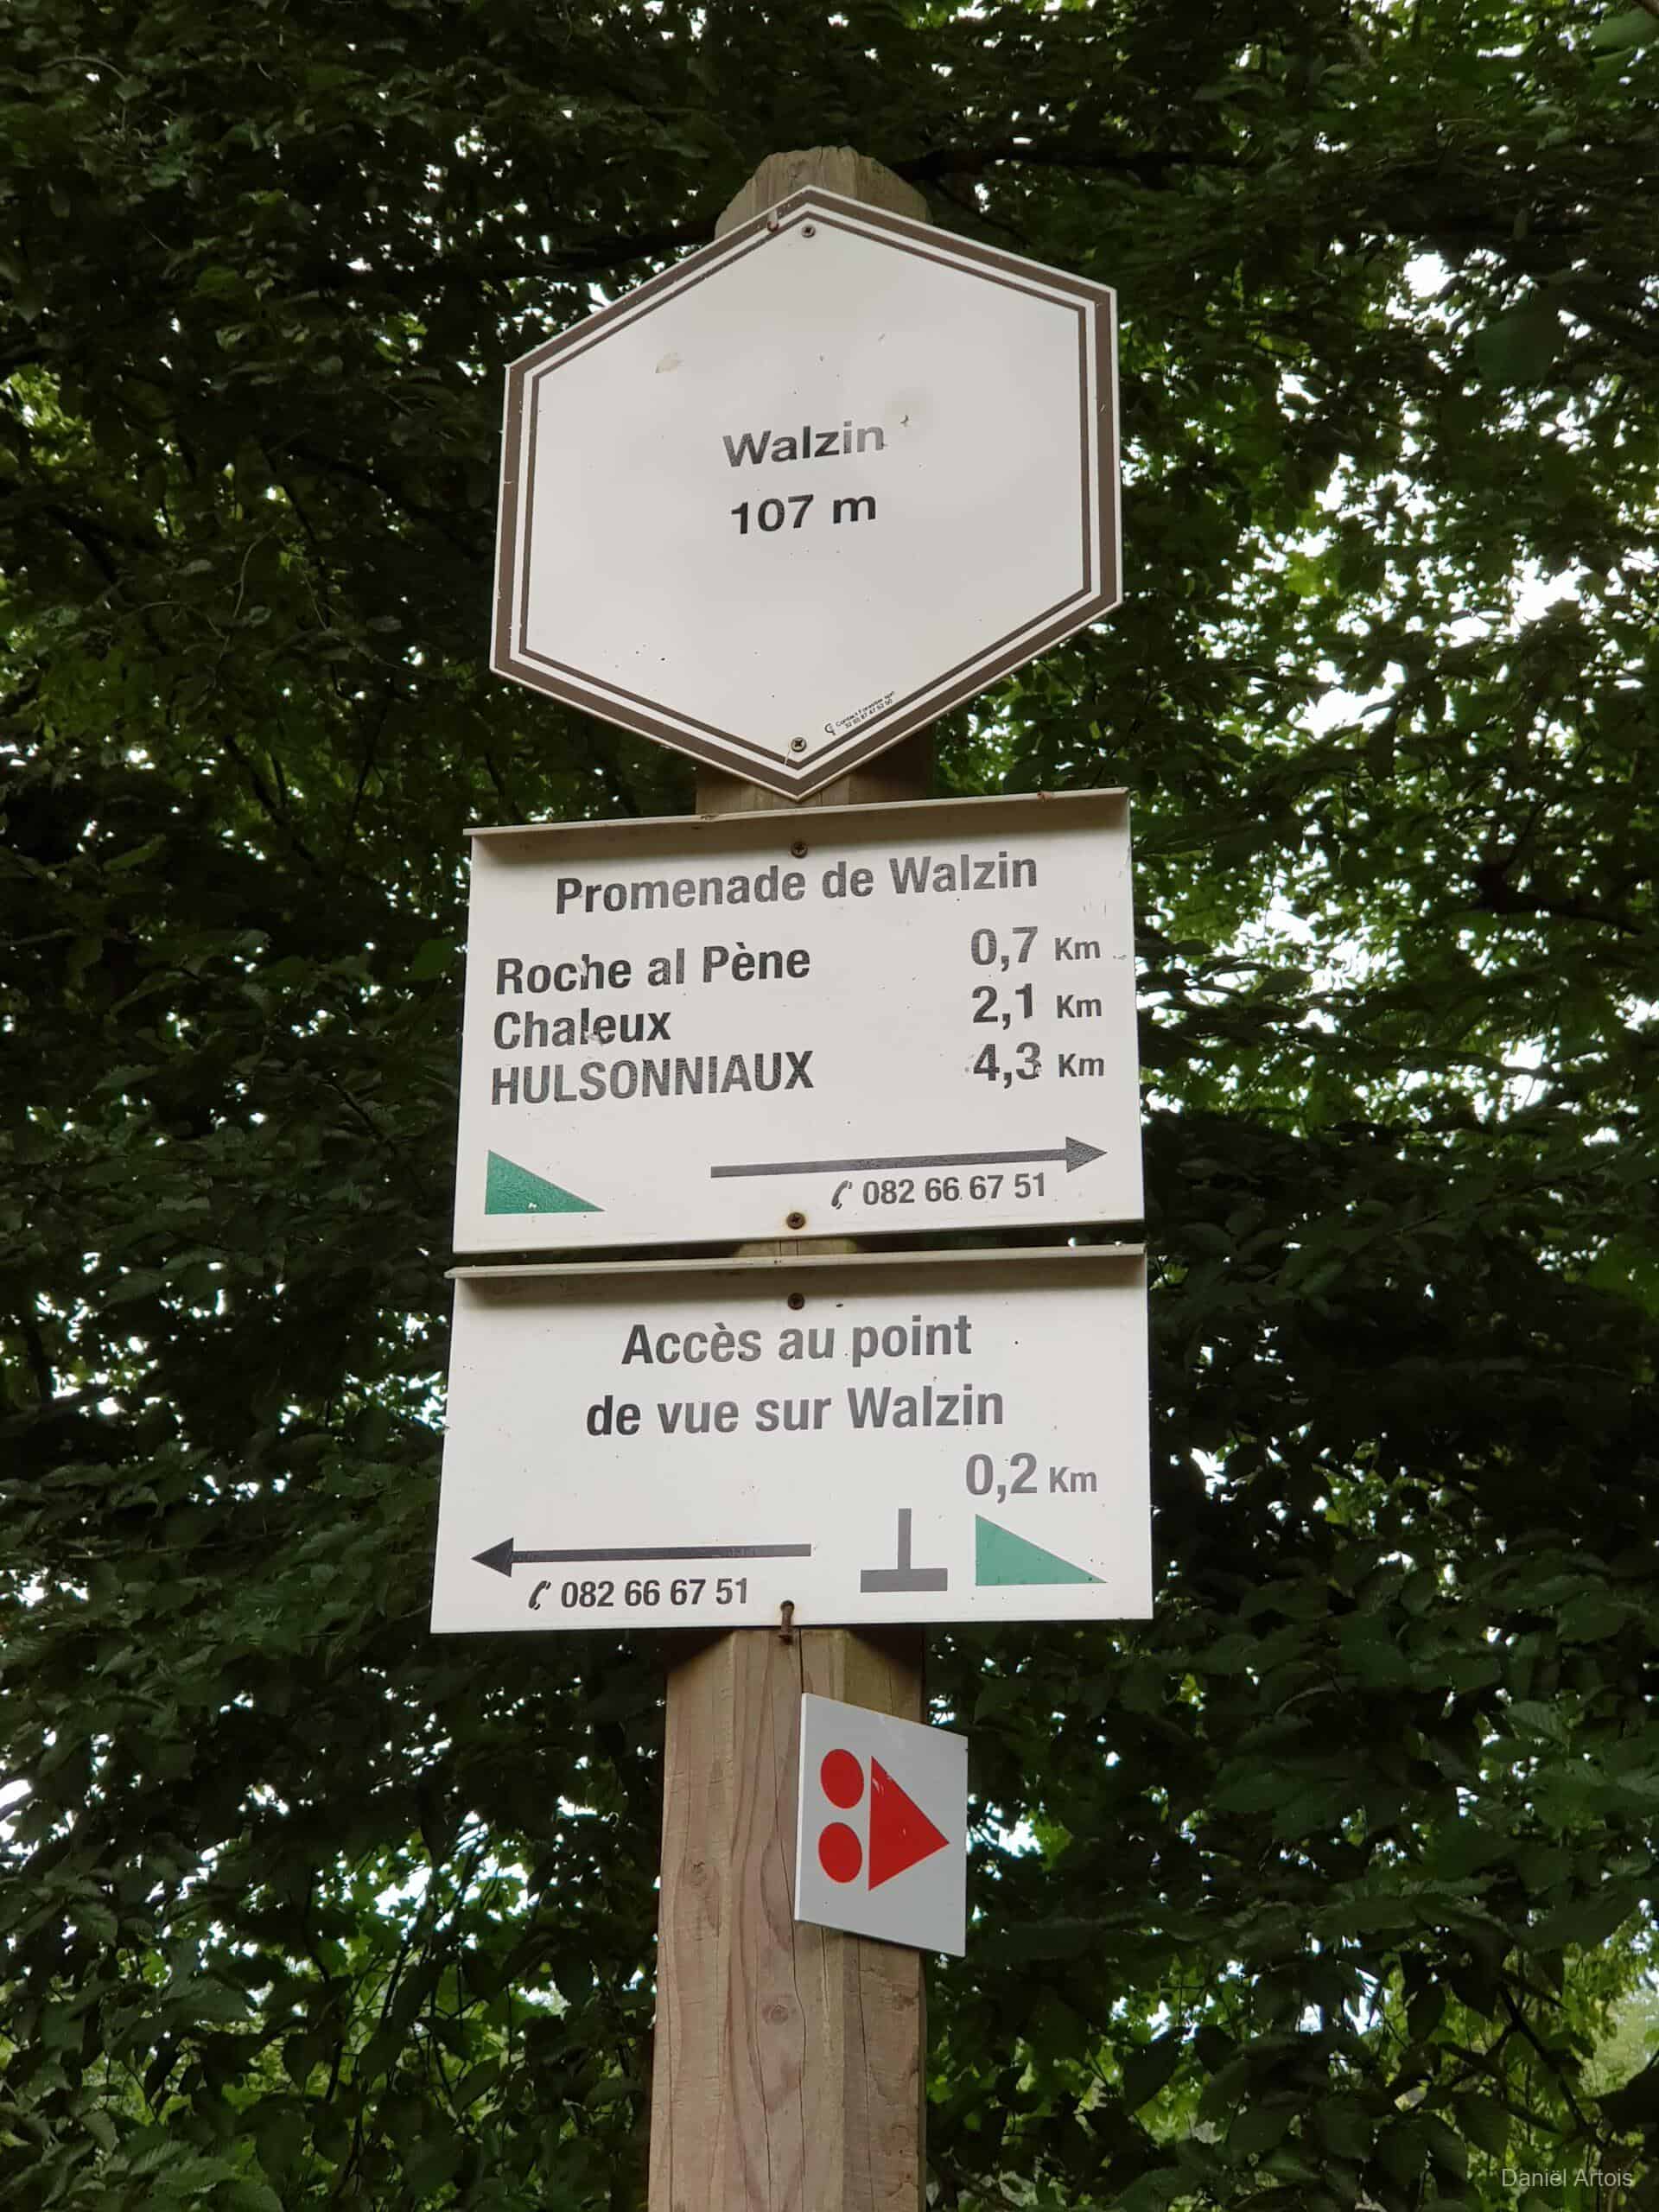 Walzin
107 m
Promenade de Walzin
Roche al Pène 0,7 Km
Chaleux 2,1 Km
HULSONNIAUX 4,3 Km
082 66 67 51
Accès au point
de vue sur Walzin
0,2 Km
082 66 67 51
Daniël Artois